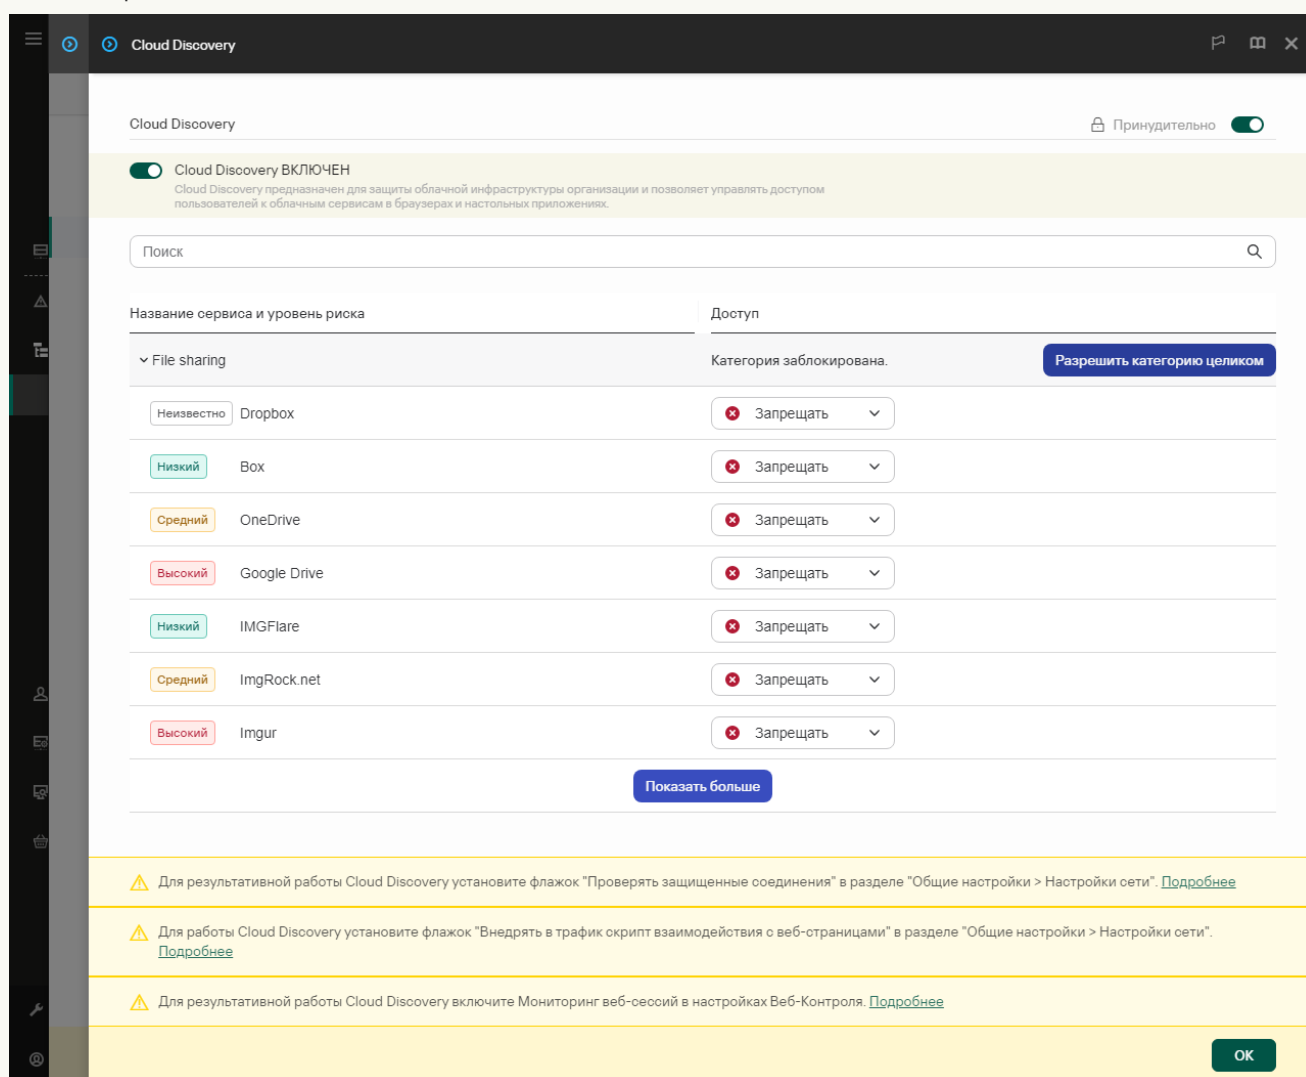 Cloud Discovery
Cloud Discovery
Принудительно
Cloud Discovery ВКЛЮЧЕН
Cloud Discovery предназначен для защиты облачной инфраструктуры организации и позволяет управлять доступом
пользователей к облачным сервисам в браузерах и настольных приложениях.
Поиск
Название сервиса и уровень риска
Доступ
File sharing
Категория заблокирована.
Разрешить категорию целиком
Неизвестно Dropbox Запрещать
Низкий Box Запрещать
Средний OneDrive Запрещать
Высокий Google Drive Запрещать
Низкий IMGFlare Запрещать
Средний ImgRock.net Запрещать
Высокий Imgur Запрещать
Показать больше
Для результативной работы Cloud Discovery установите флажок "Проверять защищенные соединения" в разделе "Общие настройки > Настройки сети". Подробнее
Для работы Cloud Discovery установите флажок "Внедрять в трафик скрипт взаимодействия с веб-страницами" в разделе "Общие настройки > Настройки сети".
Подробнее
Для результативной работы Cloud Discovery включите Мониторинг веб-сессий в настройках Веб-Контроля. Подробнее
ОК